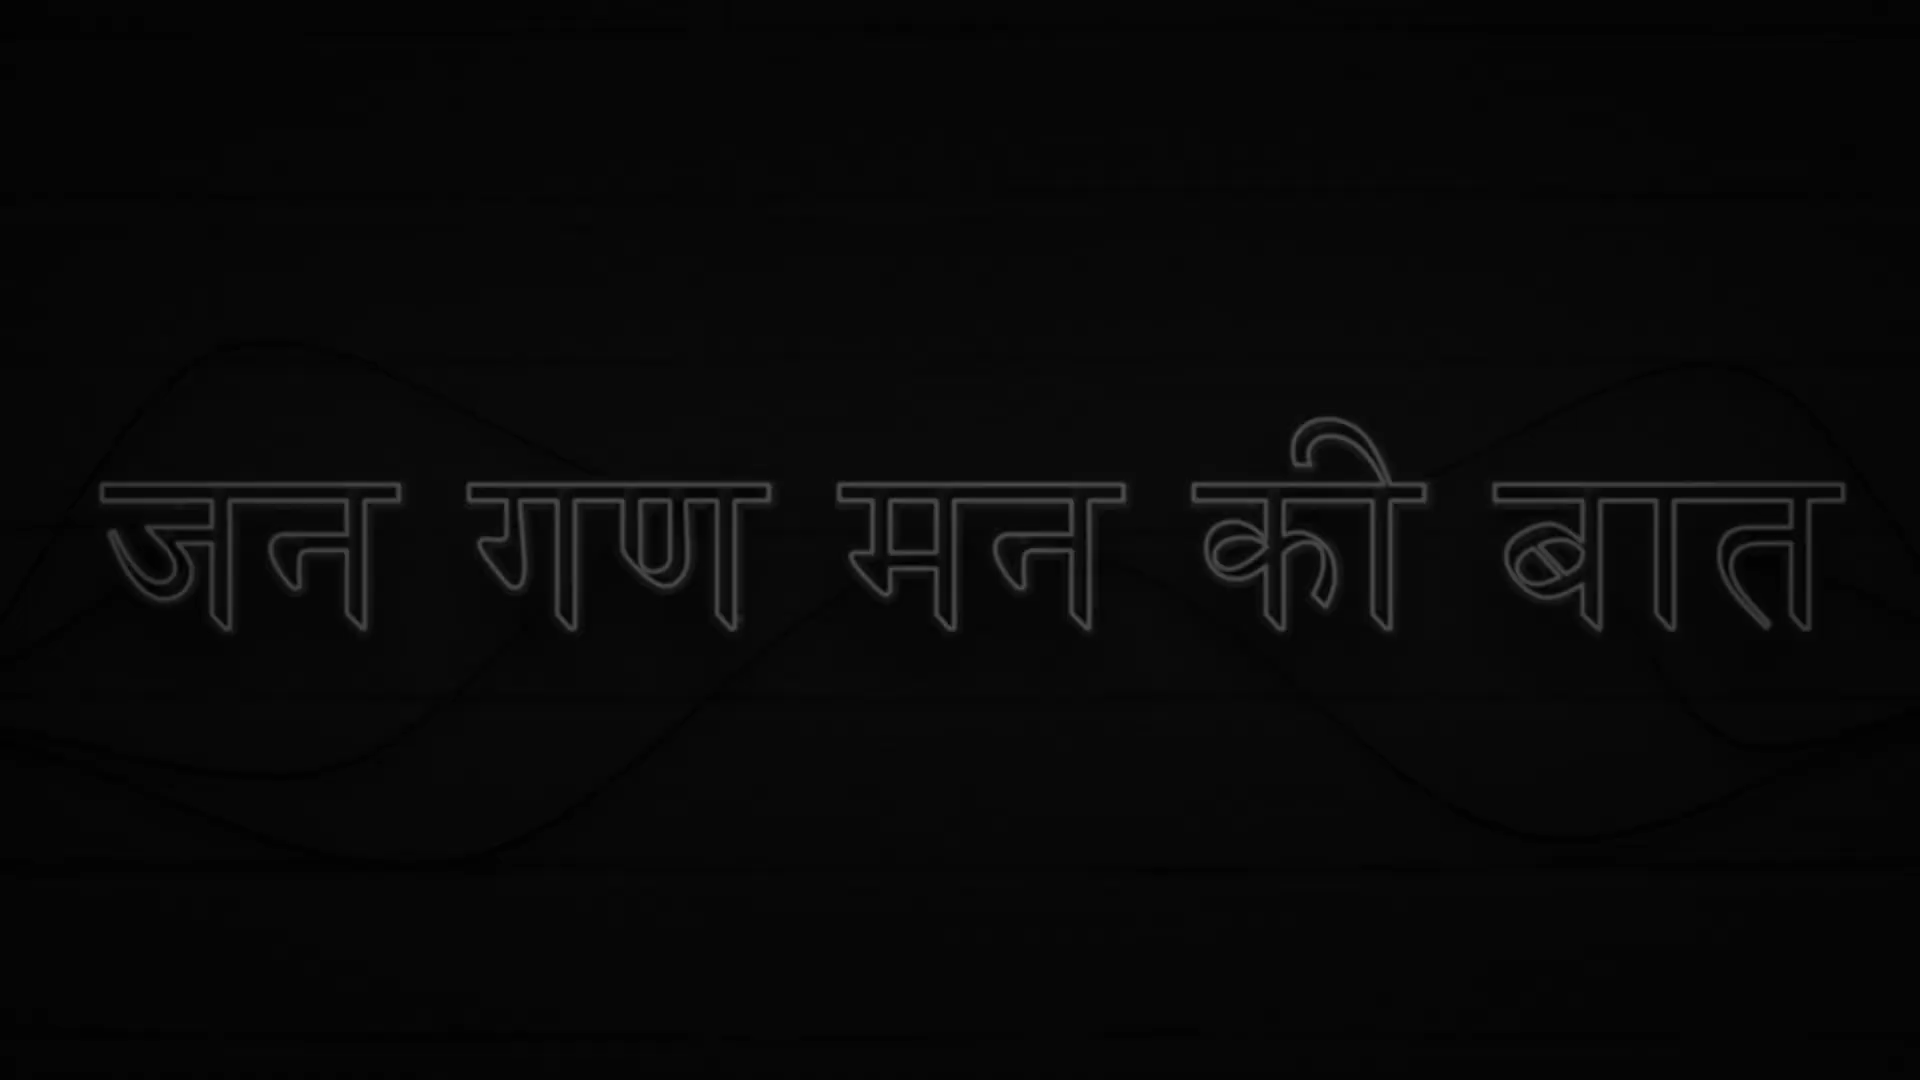 जन गण मन की बात